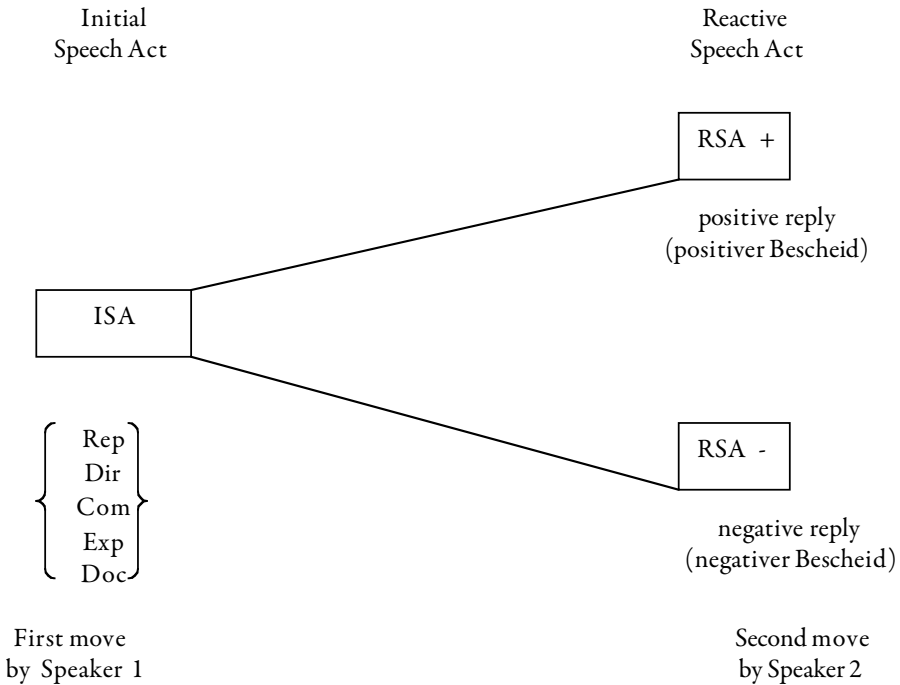 Initial
Speech Act
Reactive
Speech Act
RSA +
positive reply
(positiver Bescheid)
ISA
Rep
Dir
Com
Exp
Doc
RSA -
negative reply
(negativer Bescheid)
First move
by Speaker 1
Second move
by Speaker 2